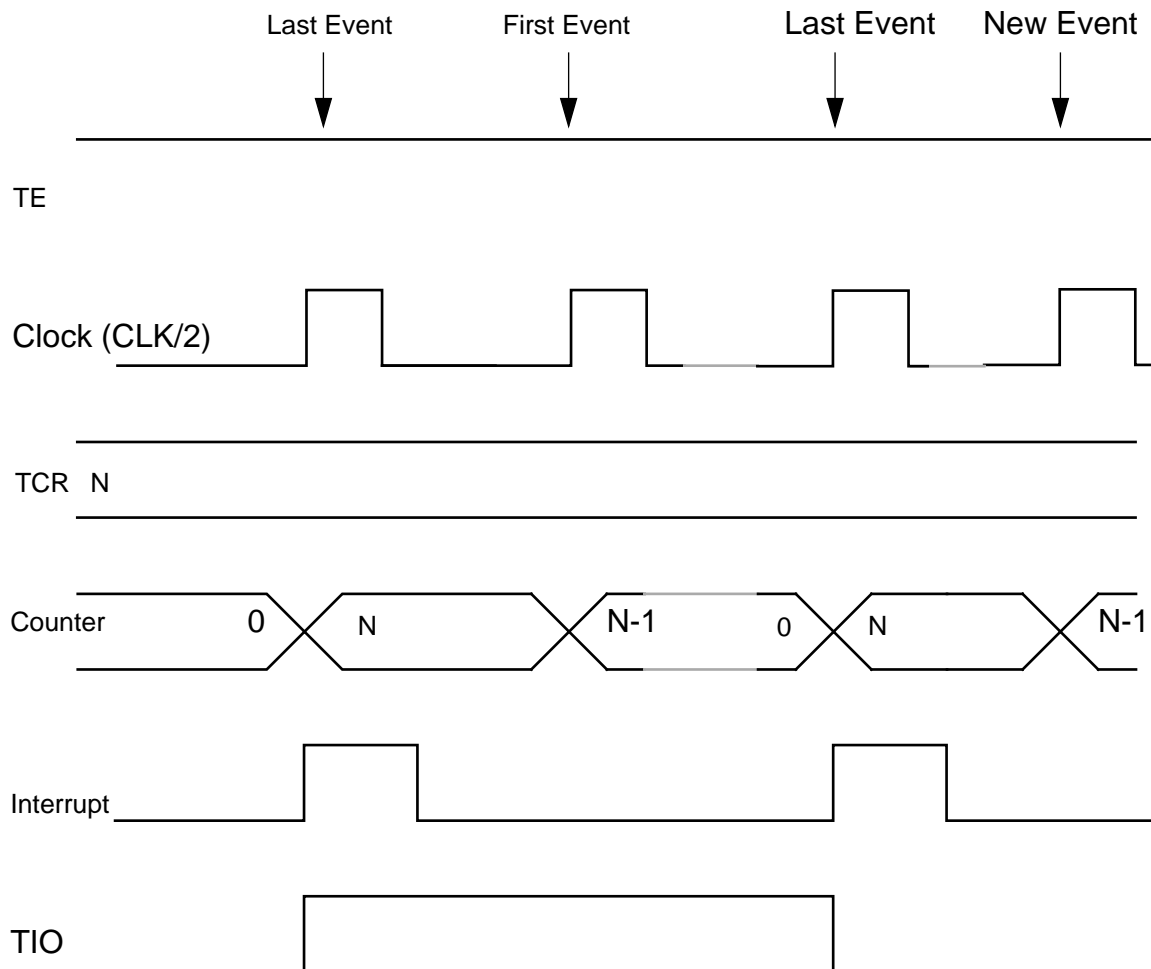 Last Event First Event Last Event New Event
TE
Clock (CLK/2)
TCR N
Counter 0 N N-1 0 N N-1
Interrupt
TIO